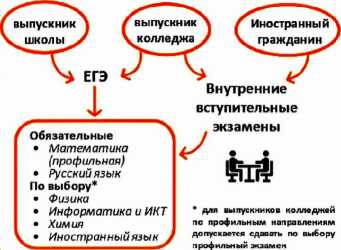 выпускник
школы
выпускник
колледжа
Иностранный
гражданин
ЕГЭ
Внутренние
вступительные
экзамены
Обязательные
• Математика
(профильная)
• Русский язык
По выбору*
• Физика
• Информатика и ИКТ
• Химия
• Иностранный язык
* для выпускников колледжей
по профильным направлениям
допускается сдавать по выбору
профильный экзамен